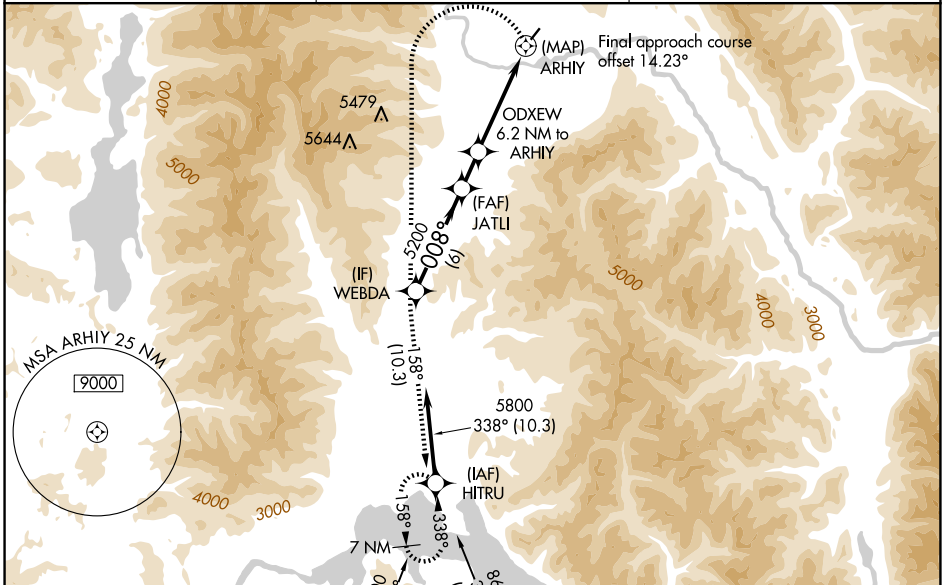 (MAP)
ARHIY
Final approach course
offset 14.23°
4000
5479
5644
ODXEW
6.2 NM to
ARHIY
5000
(FAF)
JATLI
5200
008°
(6)
(IF)
WEBDA
5000
4000
3000
MSA ARHIY 25 NM
9000
158°
(10.3)
5800
338° (10.3)
(IAF)
HITRU
4000
3000
158°
338°
7 NM